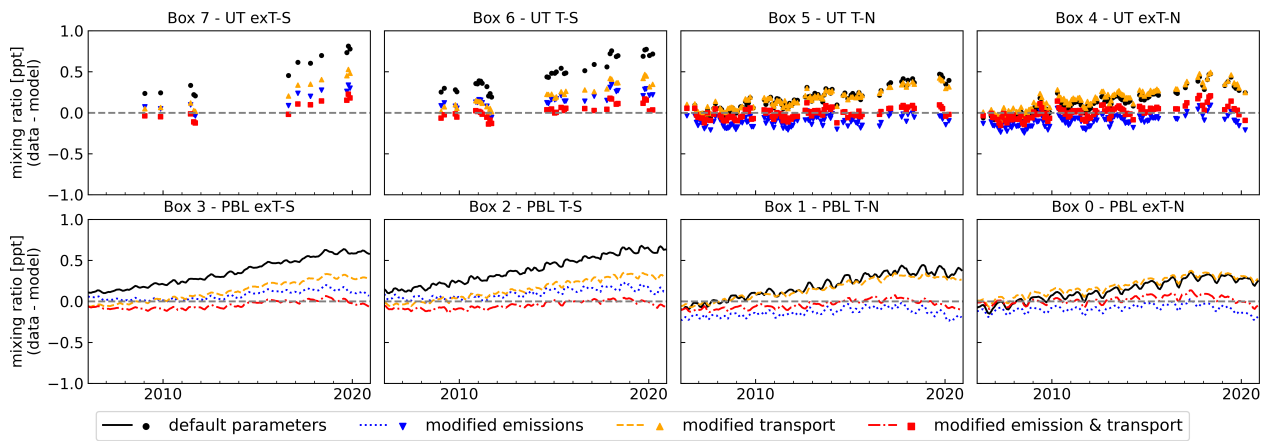 Box 7 - UT exT-S
Box 6 - UT T-S
Box 5 - UT T-N
Box 4 - UT exT-N
mixing ratio [ppt]
(data - model)
1.0
0.5
0.0
−0.5
−1.0
Box 3 - PBL exT-S
Box 2 - PBL T-S
Box 1 - PBL T-N
Box 0 - PBL exT-N
mixing ratio [ppt]
(data - model)
1.0
0.5
0.0
−0.5
−1.0
2010 2020
2010 2020
2010 2020
2010 2020
default parameters
modified emissions
modified transport
modified emission & transport